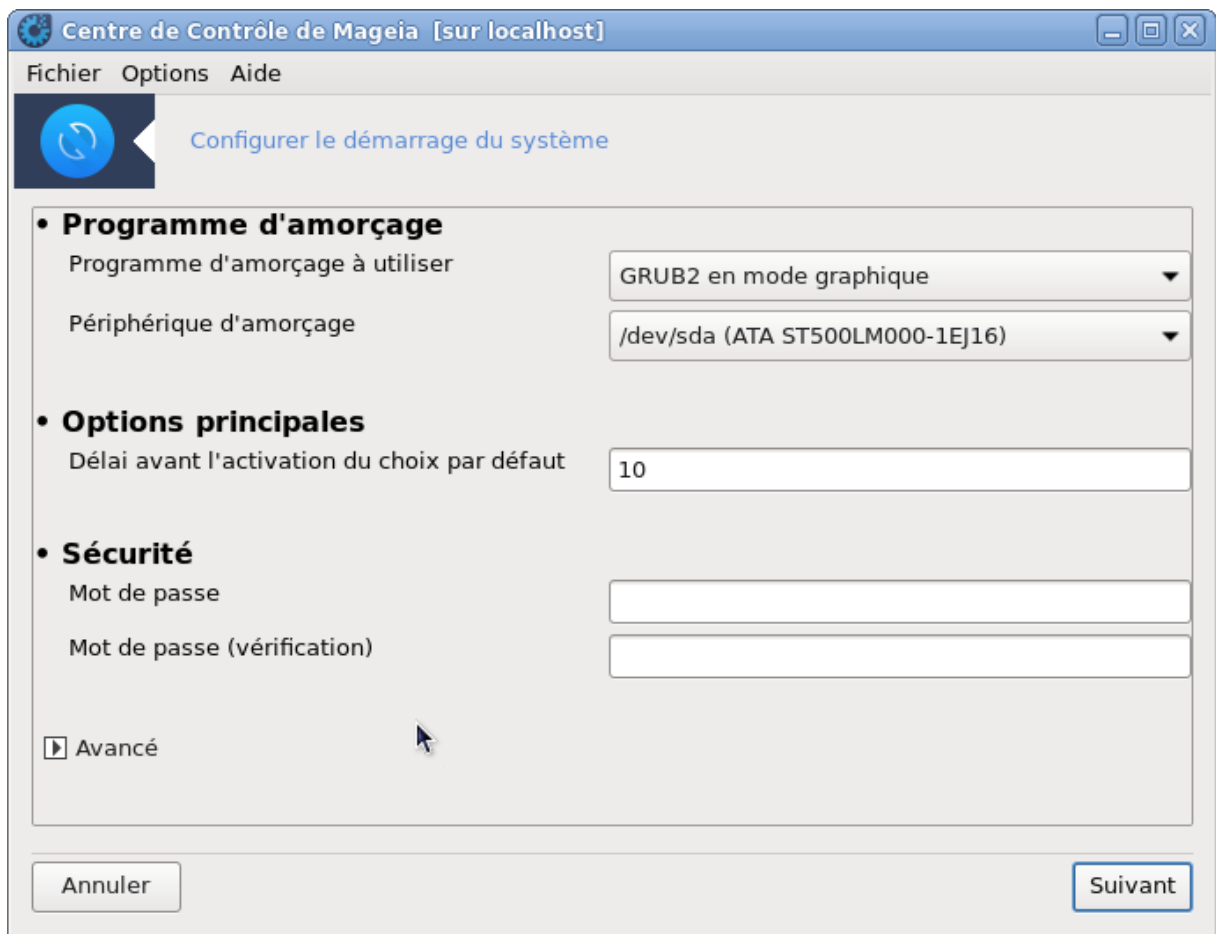 Centre de Contrôle de Mageia [sur localhost]
Fichier Options Aide
Configurer le démarrage du système
• Programme d'amorçage
Programme d'amorçage à utiliser
GRUB2 en mode graphique
Périphérique d'amorçage
/dev/sda (ATA ST500LM000-1EJ16)
• Options principales
Délai avant l'activation du choix par défaut
10
• Sécurité
Mot de passe
Mot de passe (vérification)
Avancé
Annuler
Suivant